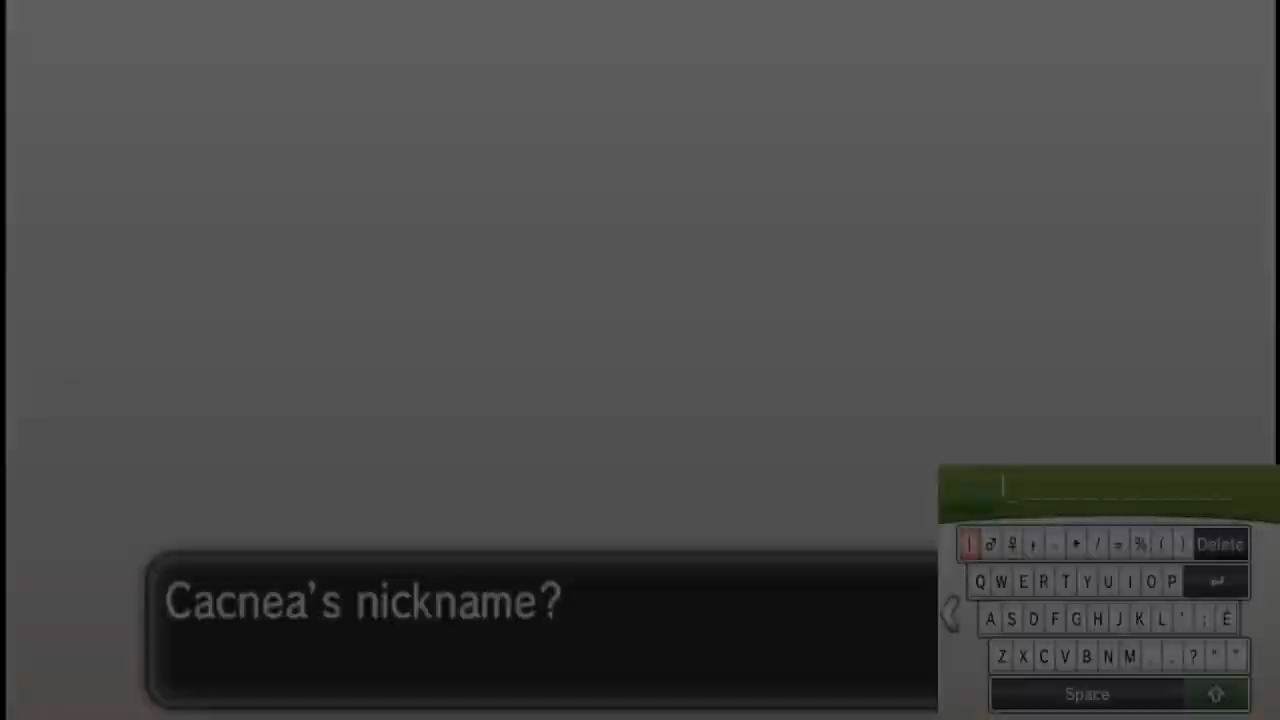 Cacnea's nickname?
! ♂ ♀ + - * / = % ( ) Delete
Q W E R T Y U I O P ↵
A S D F G H J K L ' ; É
Z X C V B N M , . ? “ ”
Space ⇧